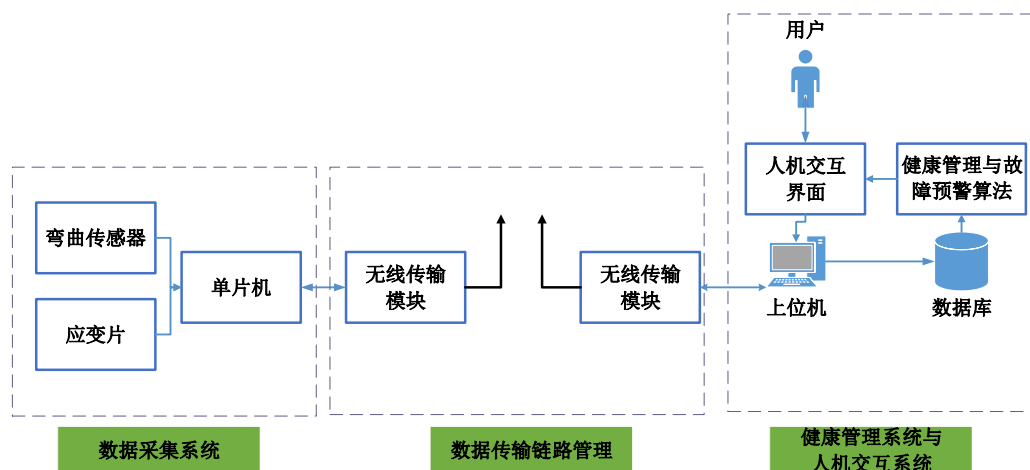 用户
人机交互
界面
健康管理与故
障预警算法
弯曲传感器
应变片
单片机
无线传输
模块
无线传输
模块
上位机
数据库
数据采集系统
数据传输链路管理
健康管理系统与
人机交互系统